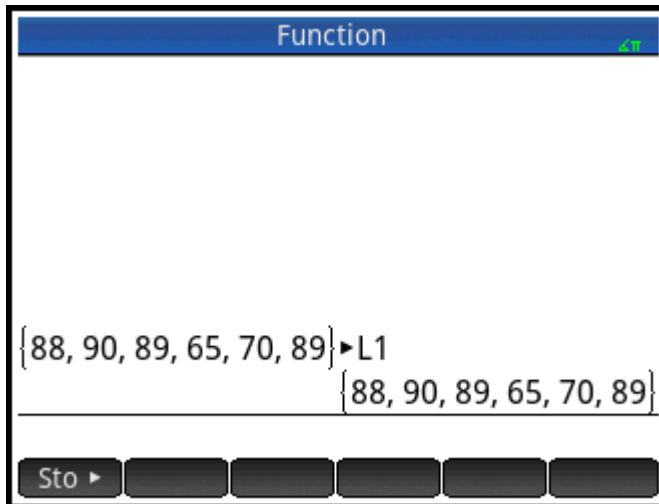 Function
∡π
{88, 90, 89, 65, 70, 89}▶L1
{88, 90, 89, 65, 70, 89}
Sto ▶